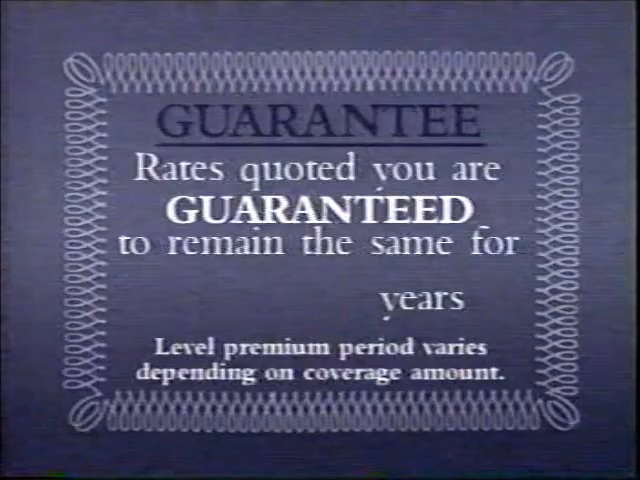 GUARANTEE
Rates quoted you are
GUARANTEED
to remain the same for
years
Level premium period varies
depending on coverage amount.